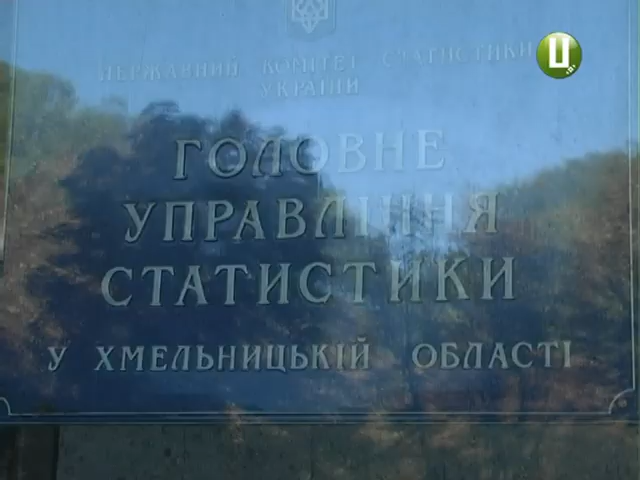 ДЕРЖАВНИЙ КОМІТЕТ СТАТИСТИКИ
УКРАЇНИ
ГОЛОВНЕ
УПРАВЛІННЯ
СТАТИСТИКИ
У ХМЕЛЬНИЦЬКІЙ ОБЛАСТІ
Ц